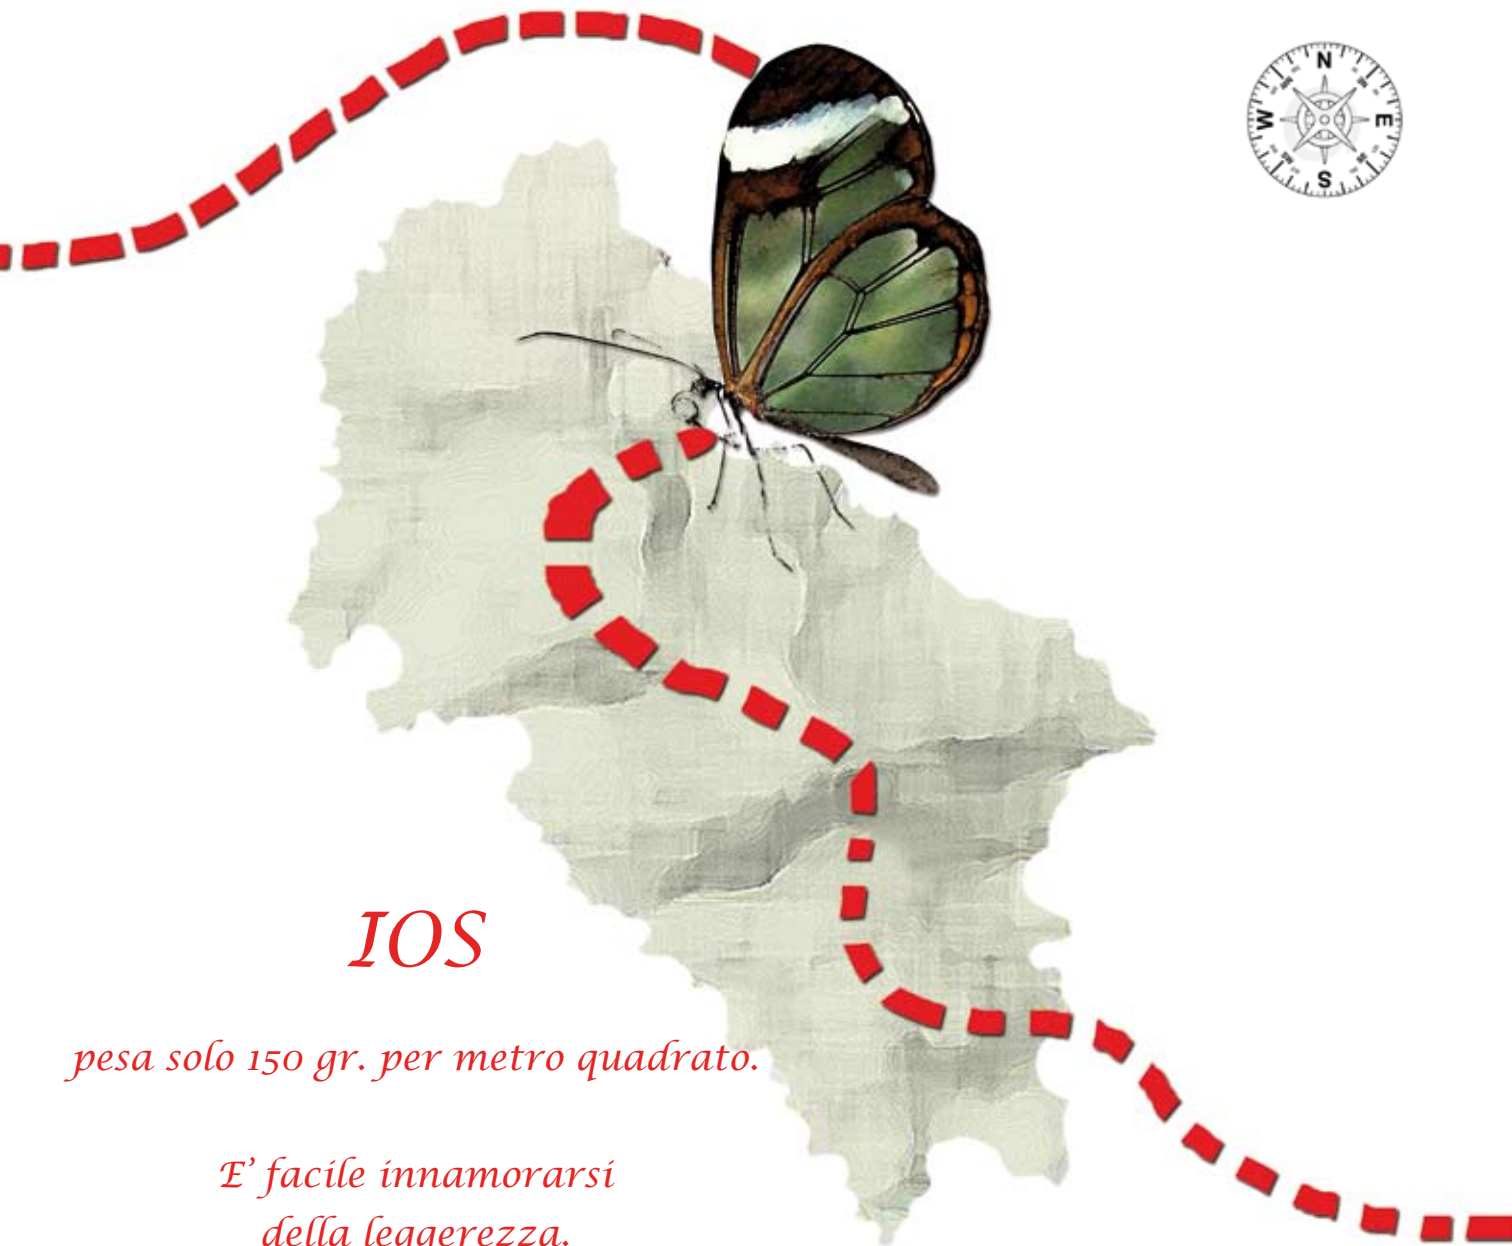 N
W
E
S
IOS
pesa solo 150 gr. per metro quadrato.
E' facile innamorarsi
della leggerezza.